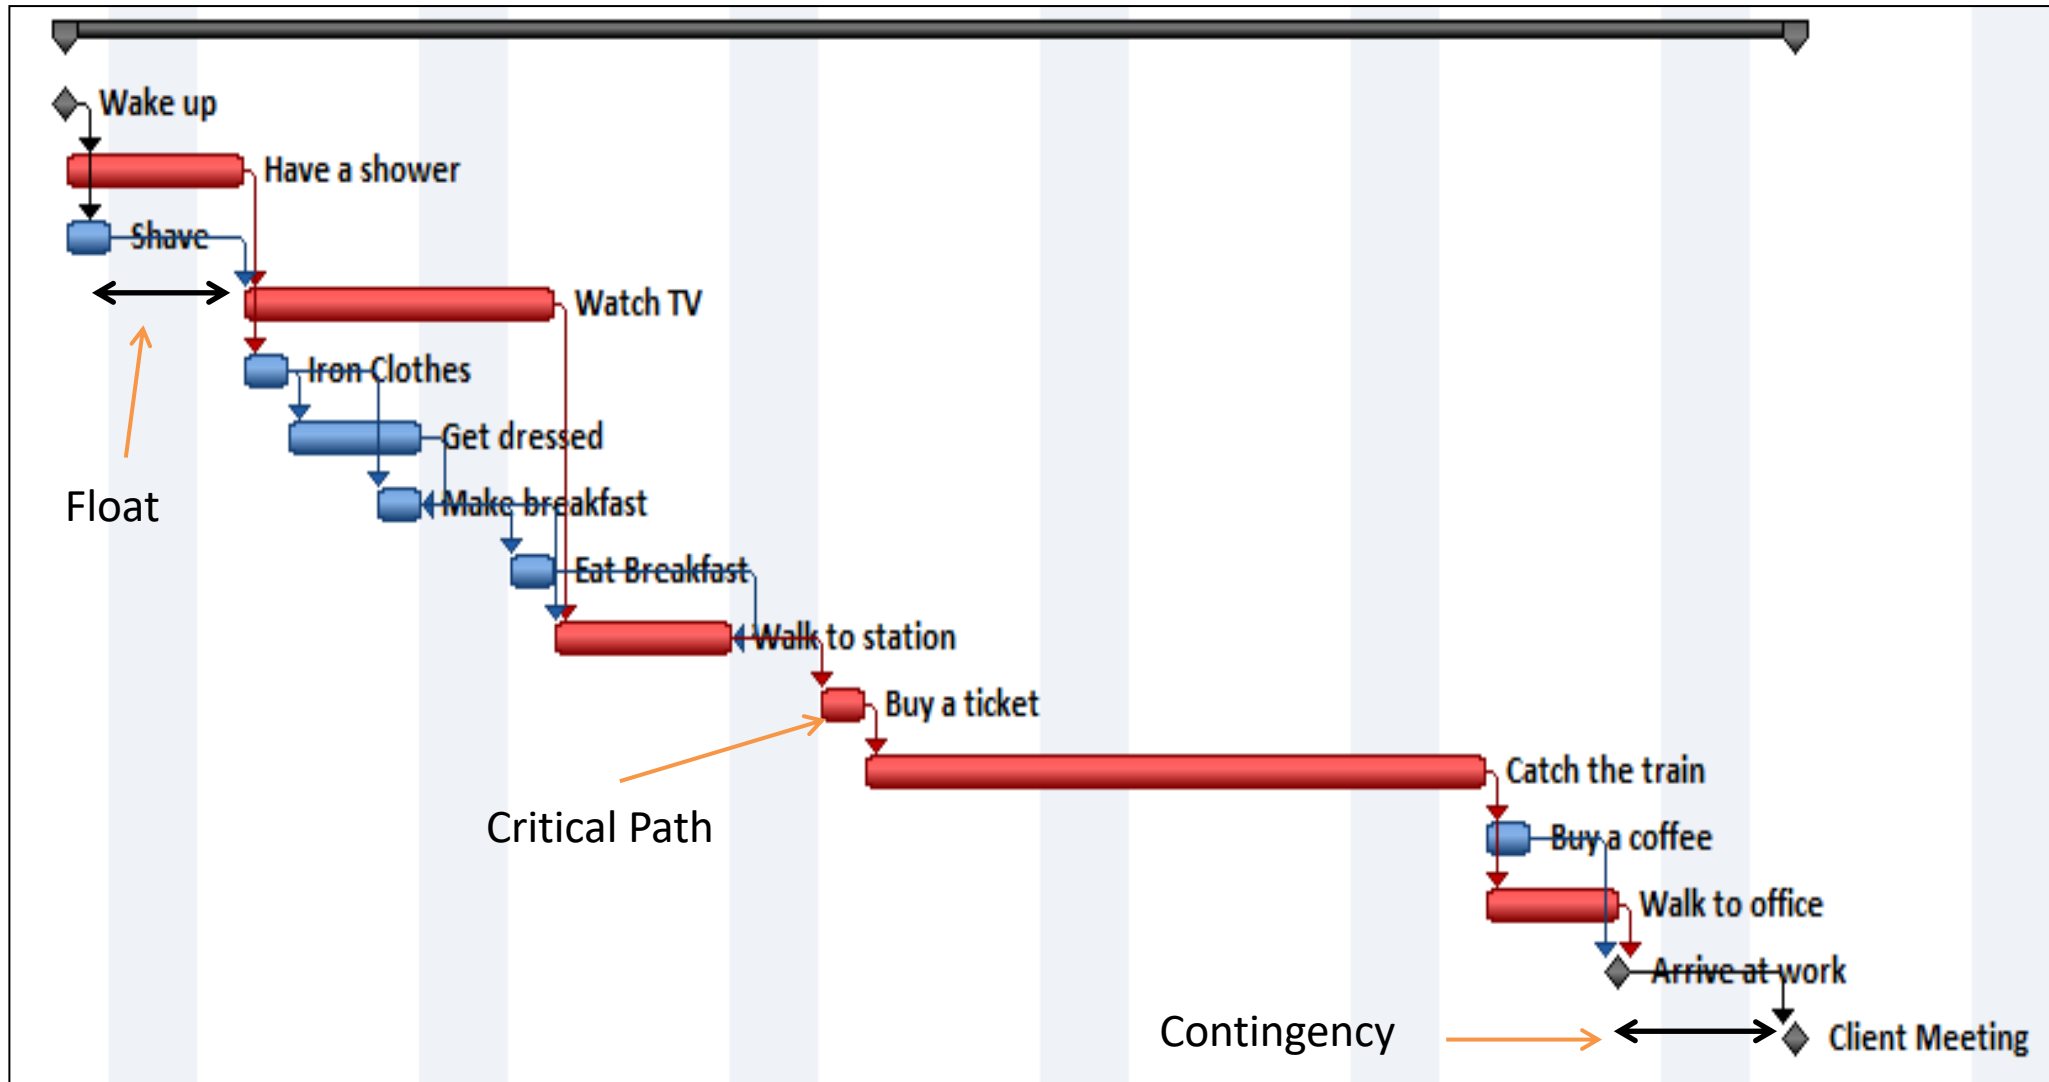 Wake up
Have a shower
Shave
Watch TV
Iron Clothes
Get dressed
Float
Make breakfast
Eat Breakfast
Walk to station
Buy a ticket
Catch the train
Critical Path
Buy a coffee
Walk to office
Arrive at work
Contingency
Client Meeting